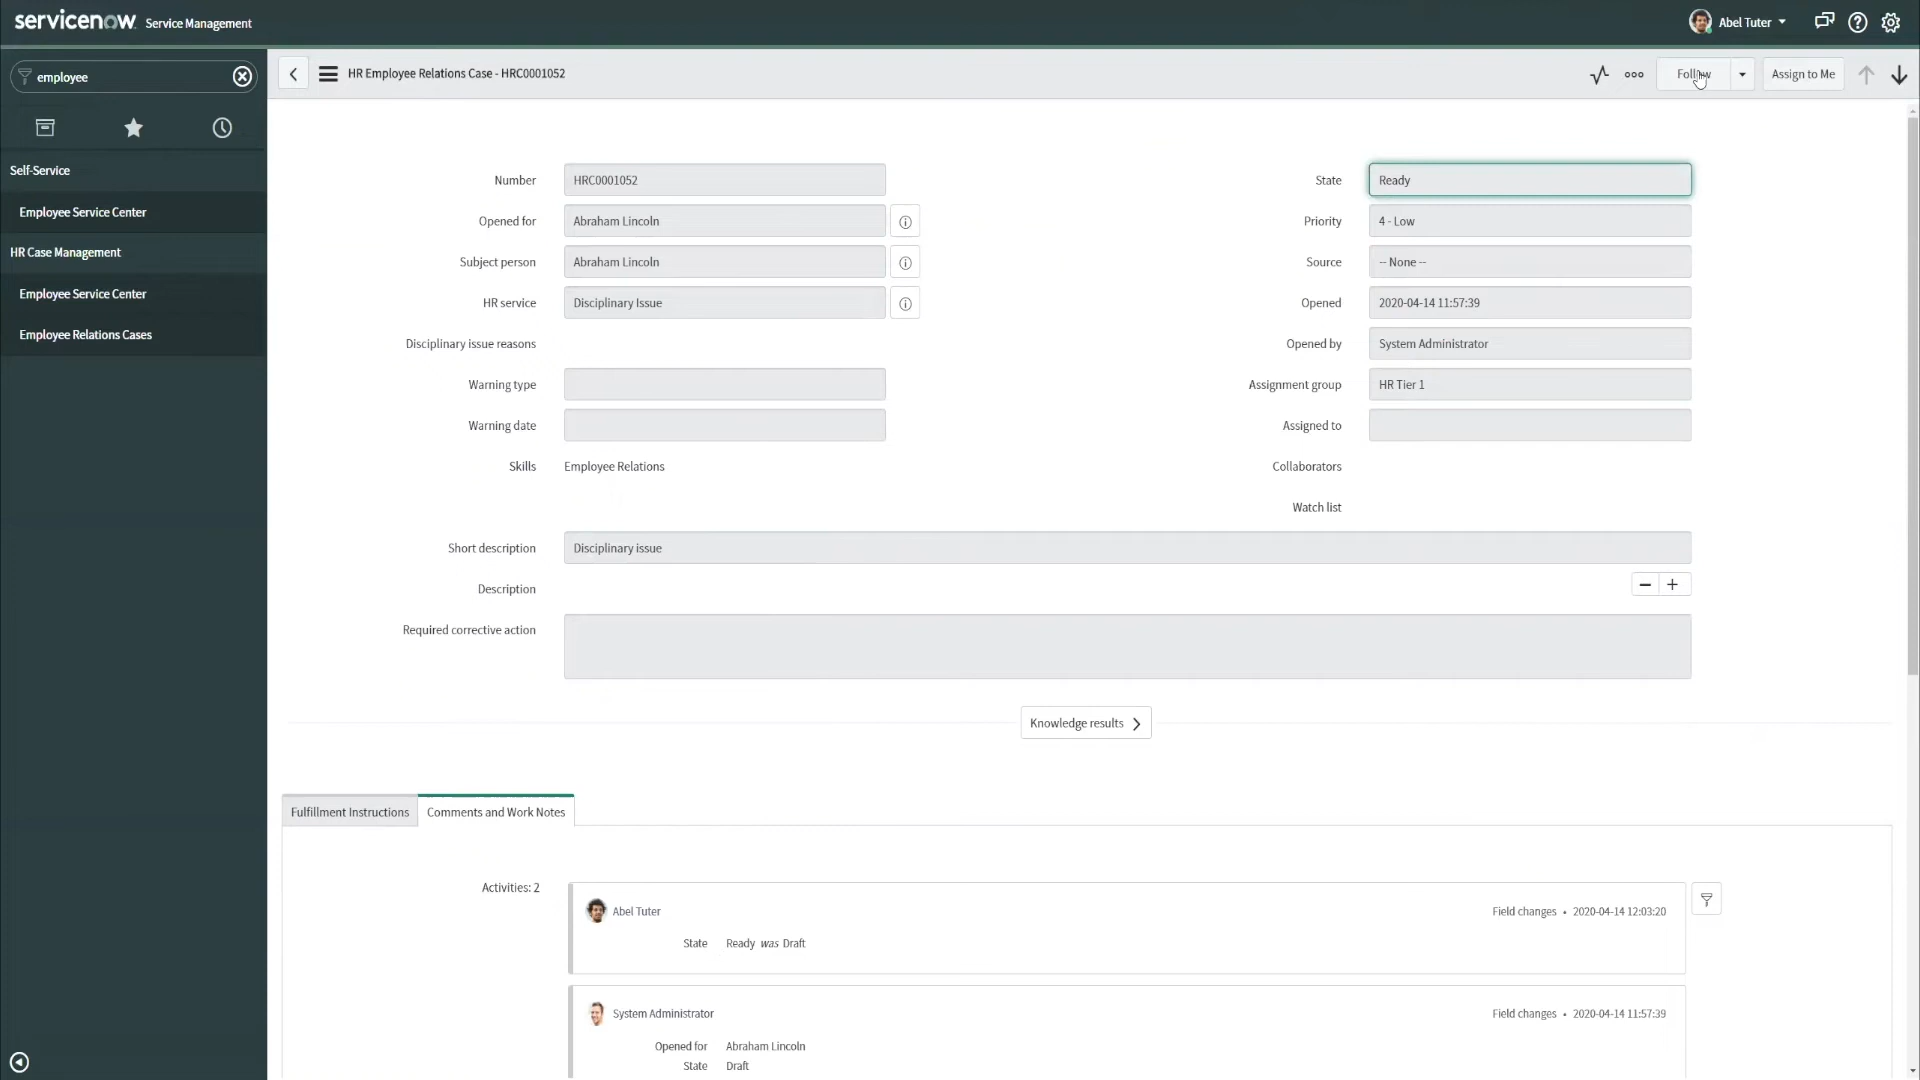 servicenow Service Management
Abel Tuter
employee
HR Employee Relations Case - HRC0001052
Follow
Assign to Me
Self-Service
Employee Service Center
HR Case Management
Employee Service Center
Employee Relations Cases
Number HRC0001052
Opened for Abraham Lincoln
Subject person Abraham Lincoln
HR service Disciplinary Issue
Disciplinary issue reasons
Warning type
Warning date
Skills Employee Relations
State Ready
Priority 4 - Low
Source -- None --
Opened 2020-04-14 11:57:39
Opened by System Administrator
Assignment group HR Tier 1
Assigned to
Collaborators
Watch list
Short description Disciplinary issue
Description
Required corrective action
Knowledge results
Fulfillment Instructions Comments and Work Notes
Activities: 2
Abel Tuter Field changes • 2020-04-14 12:03:20
State Ready was Draft
System Administrator Field changes • 2020-04-14 11:57:39
Opened for Abraham Lincoln
State Draft